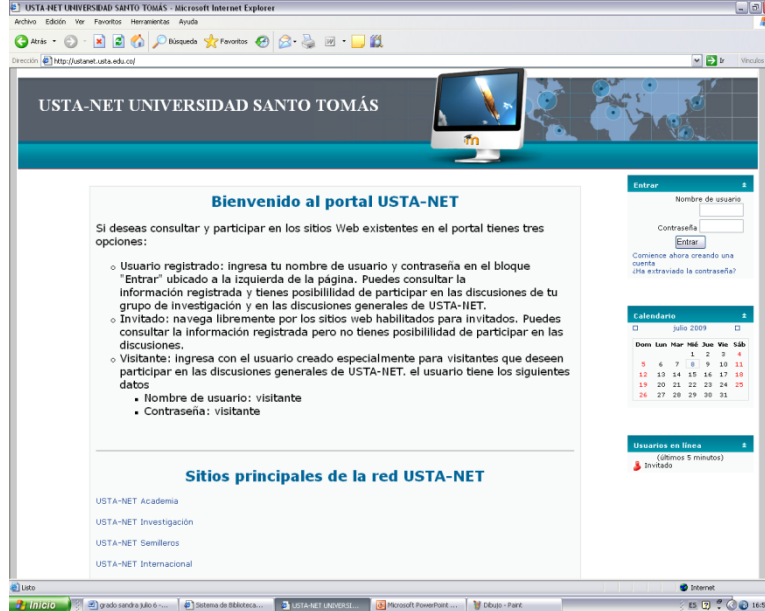 USTA-NET UNIVERSIDAD SANTO TOMÁS - Microsoft Internet Explorer
Archivo Edición Ver Favoritos Herramientas Ayuda
Atrás Búsqueda Favoritos
Dirección http://ustanet.usta.edu.co/ Ir Vínculos
USTA-NET UNIVERSIDAD SANTO TOMÁS
Bienvenido al portal USTA-NET
Si deseas consultar y participar en los sitios Web existentes en el portal tienes tres
opciones:
Usuario registrado: ingresa tu nombre de usuario y contraseña en el bloque
"Entrar" ubicado a la izquierda de la página. Puedes consultar la
información registrada y tienes posibililidad de participar en las discusiones de tu
grupo de investigación y en las discusiones generales de USTA-NET.
Invitado: navega libremente por los sitios web habilitados para invitados. Puedes
consultar la información registrada pero no tienes posibililidad de participar en las
discusiones.
Visitante: ingresa con el usuario creado especialmente para visitantes que deseen
participar en las discusiones generales de USTA-NET. el usuario tiene los siguientes
datos
Nombre de usuario: visitante
Contraseña: visitante
Sitios principales de la red USTA-NET
USTA-NET Academia
USTA-NET Investigación
USTA-NET Semilleros
USTA-NET Internacional
Entrar
Nombre de usuario
Contraseña
Entrar
Comience ahora creando una
cuenta
¿Ha extraviado la contraseña?
Calendario
julio 2009
Dom Lun Mar Mié Jue Vie Sáb
1 2 3 4
5 6 7 8 9 10 11
12 13 14 15 16 17 18
19 20 21 22 23 24 25
26 27 28 29 30 31
Usuarios en línea
(últimos 5 minutos)
Invitado
Listo Internet
Inicio grado sandra julio 6 -... Sistema de Biblioteca... USTA-NET UNIVERSI... Microsoft PowerPoint ... Dibujo - Paint ES